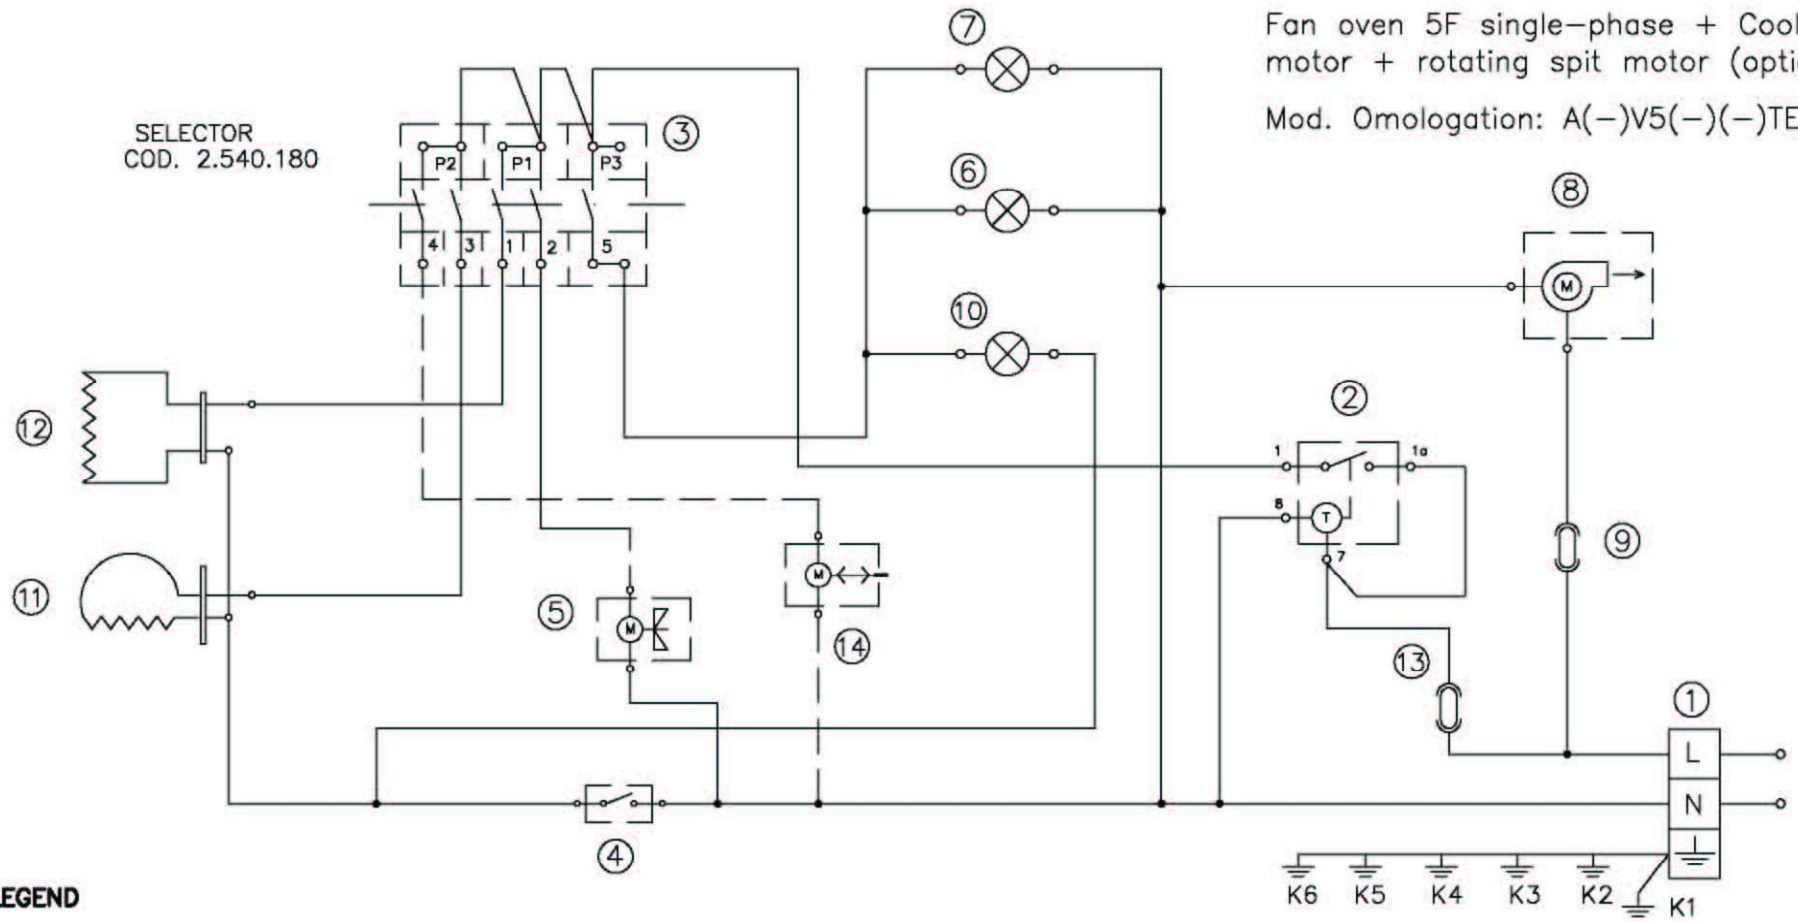 Fan oven 5F single-phase + Cool
motor + rotating spit motor (opti
Mod. Omologation: A(-)V5(-)(-)TE
SELECTOR
COD. 2.540.180
7
3
P2 P1 P3
6
8
4 3 1 2 5
10
M
12
2
1 1a
8 T
7
9
11
5
M
M
14
13
1
L
N
4
K6 K5 K4 K3 K2 K1
LEGEND